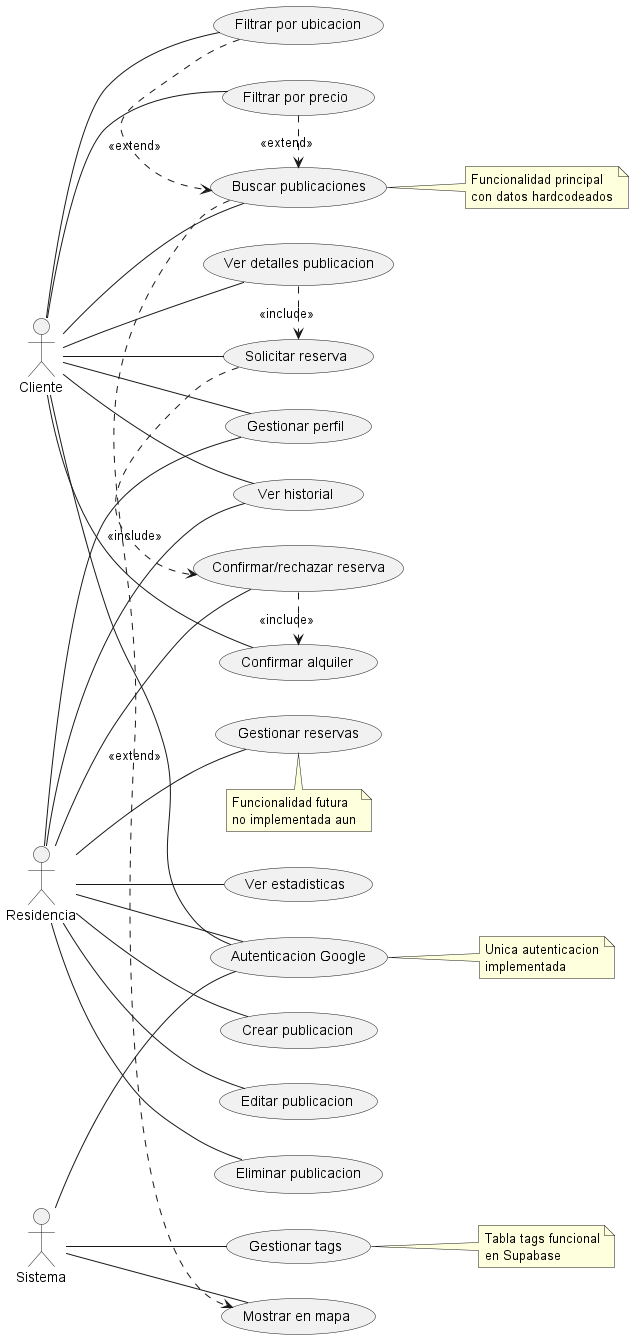 Filtrar por ubicacion
Filtrar por precio
«extend»
«extend»
Buscar publicaciones
Funcionalidad principal
con datos hardcodeados
Ver detalles publicacion
«include»
Solicitar reserva
Cliente
Gestionar perfil
Ver historial
«include»
Confirmar/rechazar reserva
«include»
Confirmar alquiler
Gestionar reservas
«extend»
Funcionalidad futura
no implementada aun
Ver estadisticas
Residencia
Autenticacion Google
Unica autenticacion
implementada
Crear publicacion
Editar publicacion
Eliminar publicacion
Gestionar tags
Tabla tags funcional
en Supabase
Sistema
Mostrar en mapa